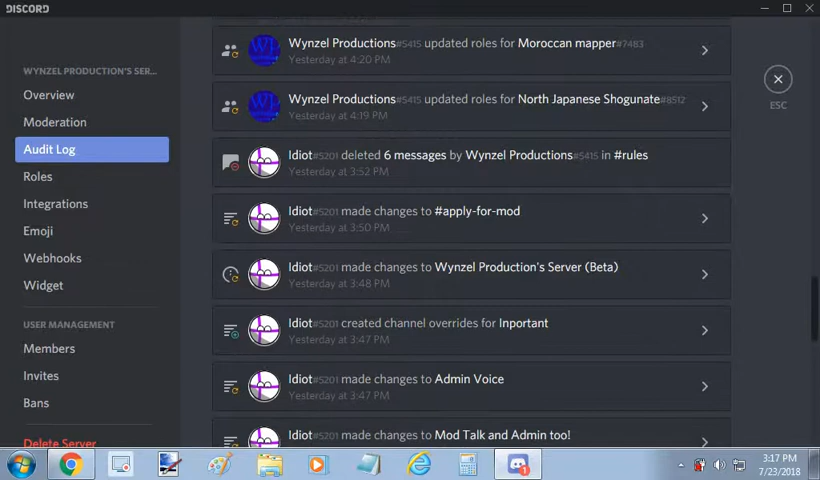 DISCORD
WYNZEL PRODUCTION'S SER...
Overview
Moderation
Audit Log
Roles
Integrations
Emoji
Webhooks
Widget
USER MANAGEMENT
Members
Invites
Bans
Delete Server
Wynzel Productions#5415 updated roles for Moroccan mapper#7483
Yesterday at 4:20 PM
Wynzel Productions#5415 updated roles for North Japanese Shogunate#8512
Yesterday at 4:19 PM
Idiot#5201 deleted 6 messages by Wynzel Productions#5415 in #rules
Yesterday at 3:52 PM
Idiot#5201 made changes to #apply-for-mod
Yesterday at 3:50 PM
Idiot#5201 made changes to Wynzel Production's Server (Beta)
Yesterday at 3:48 PM
Idiot#5201 created channel overrides for Inportant
Yesterday at 3:47 PM
Idiot#5201 made changes to Admin Voice
Yesterday at 3:47 PM
Idiot#5201 made changes to Mod Talk and Admin too!
ESC
3:17 PM
7/23/2018